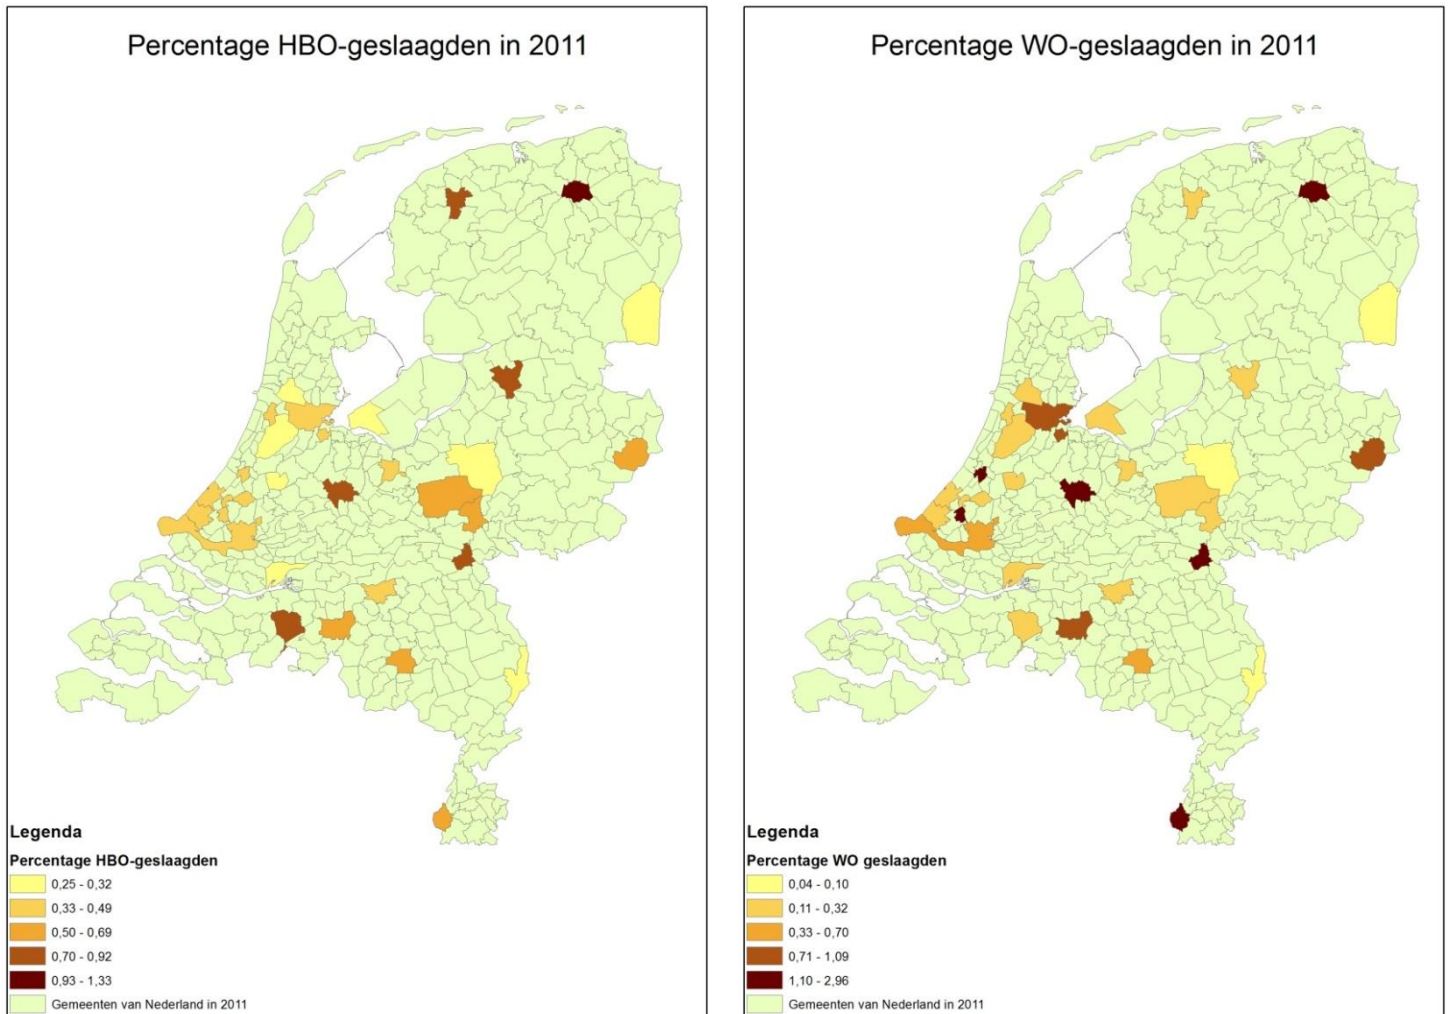 Percentage HBO-geslaagden in 2011
Legenda
Percentage HBO-geslaagden
0,25 - 0,32
0,33 - 0,49
0,50 - 0,69
0,70 - 0,92
0,93 - 1,33
Gemeenten van Nederland in 2011
Percentage WO-geslaagden in 2011
Legenda
Percentage WO geslaagden
0,04 - 0,10
0,11 - 0,32
0,33 - 0,70
0,71 - 1,09
1,10 - 2,96
Gemeenten van Nederland in 2011